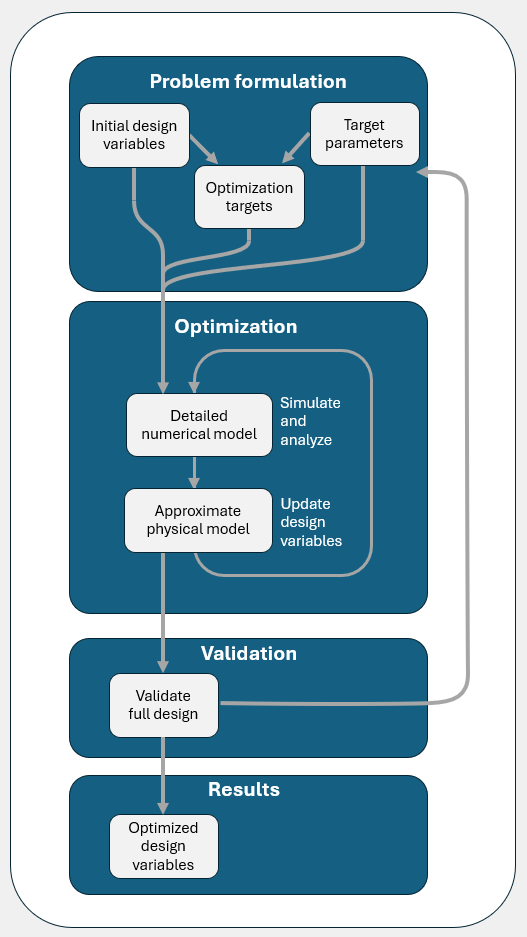 Problem formulation
Initial design
variables
Target
parameters
Optimization
targets
Optimization
Detailed
numerical model
Simulate
and
analyze
Approximate
physical model
Update
design
variables
Validation
Validate
full design
Results
Optimized
design
variables